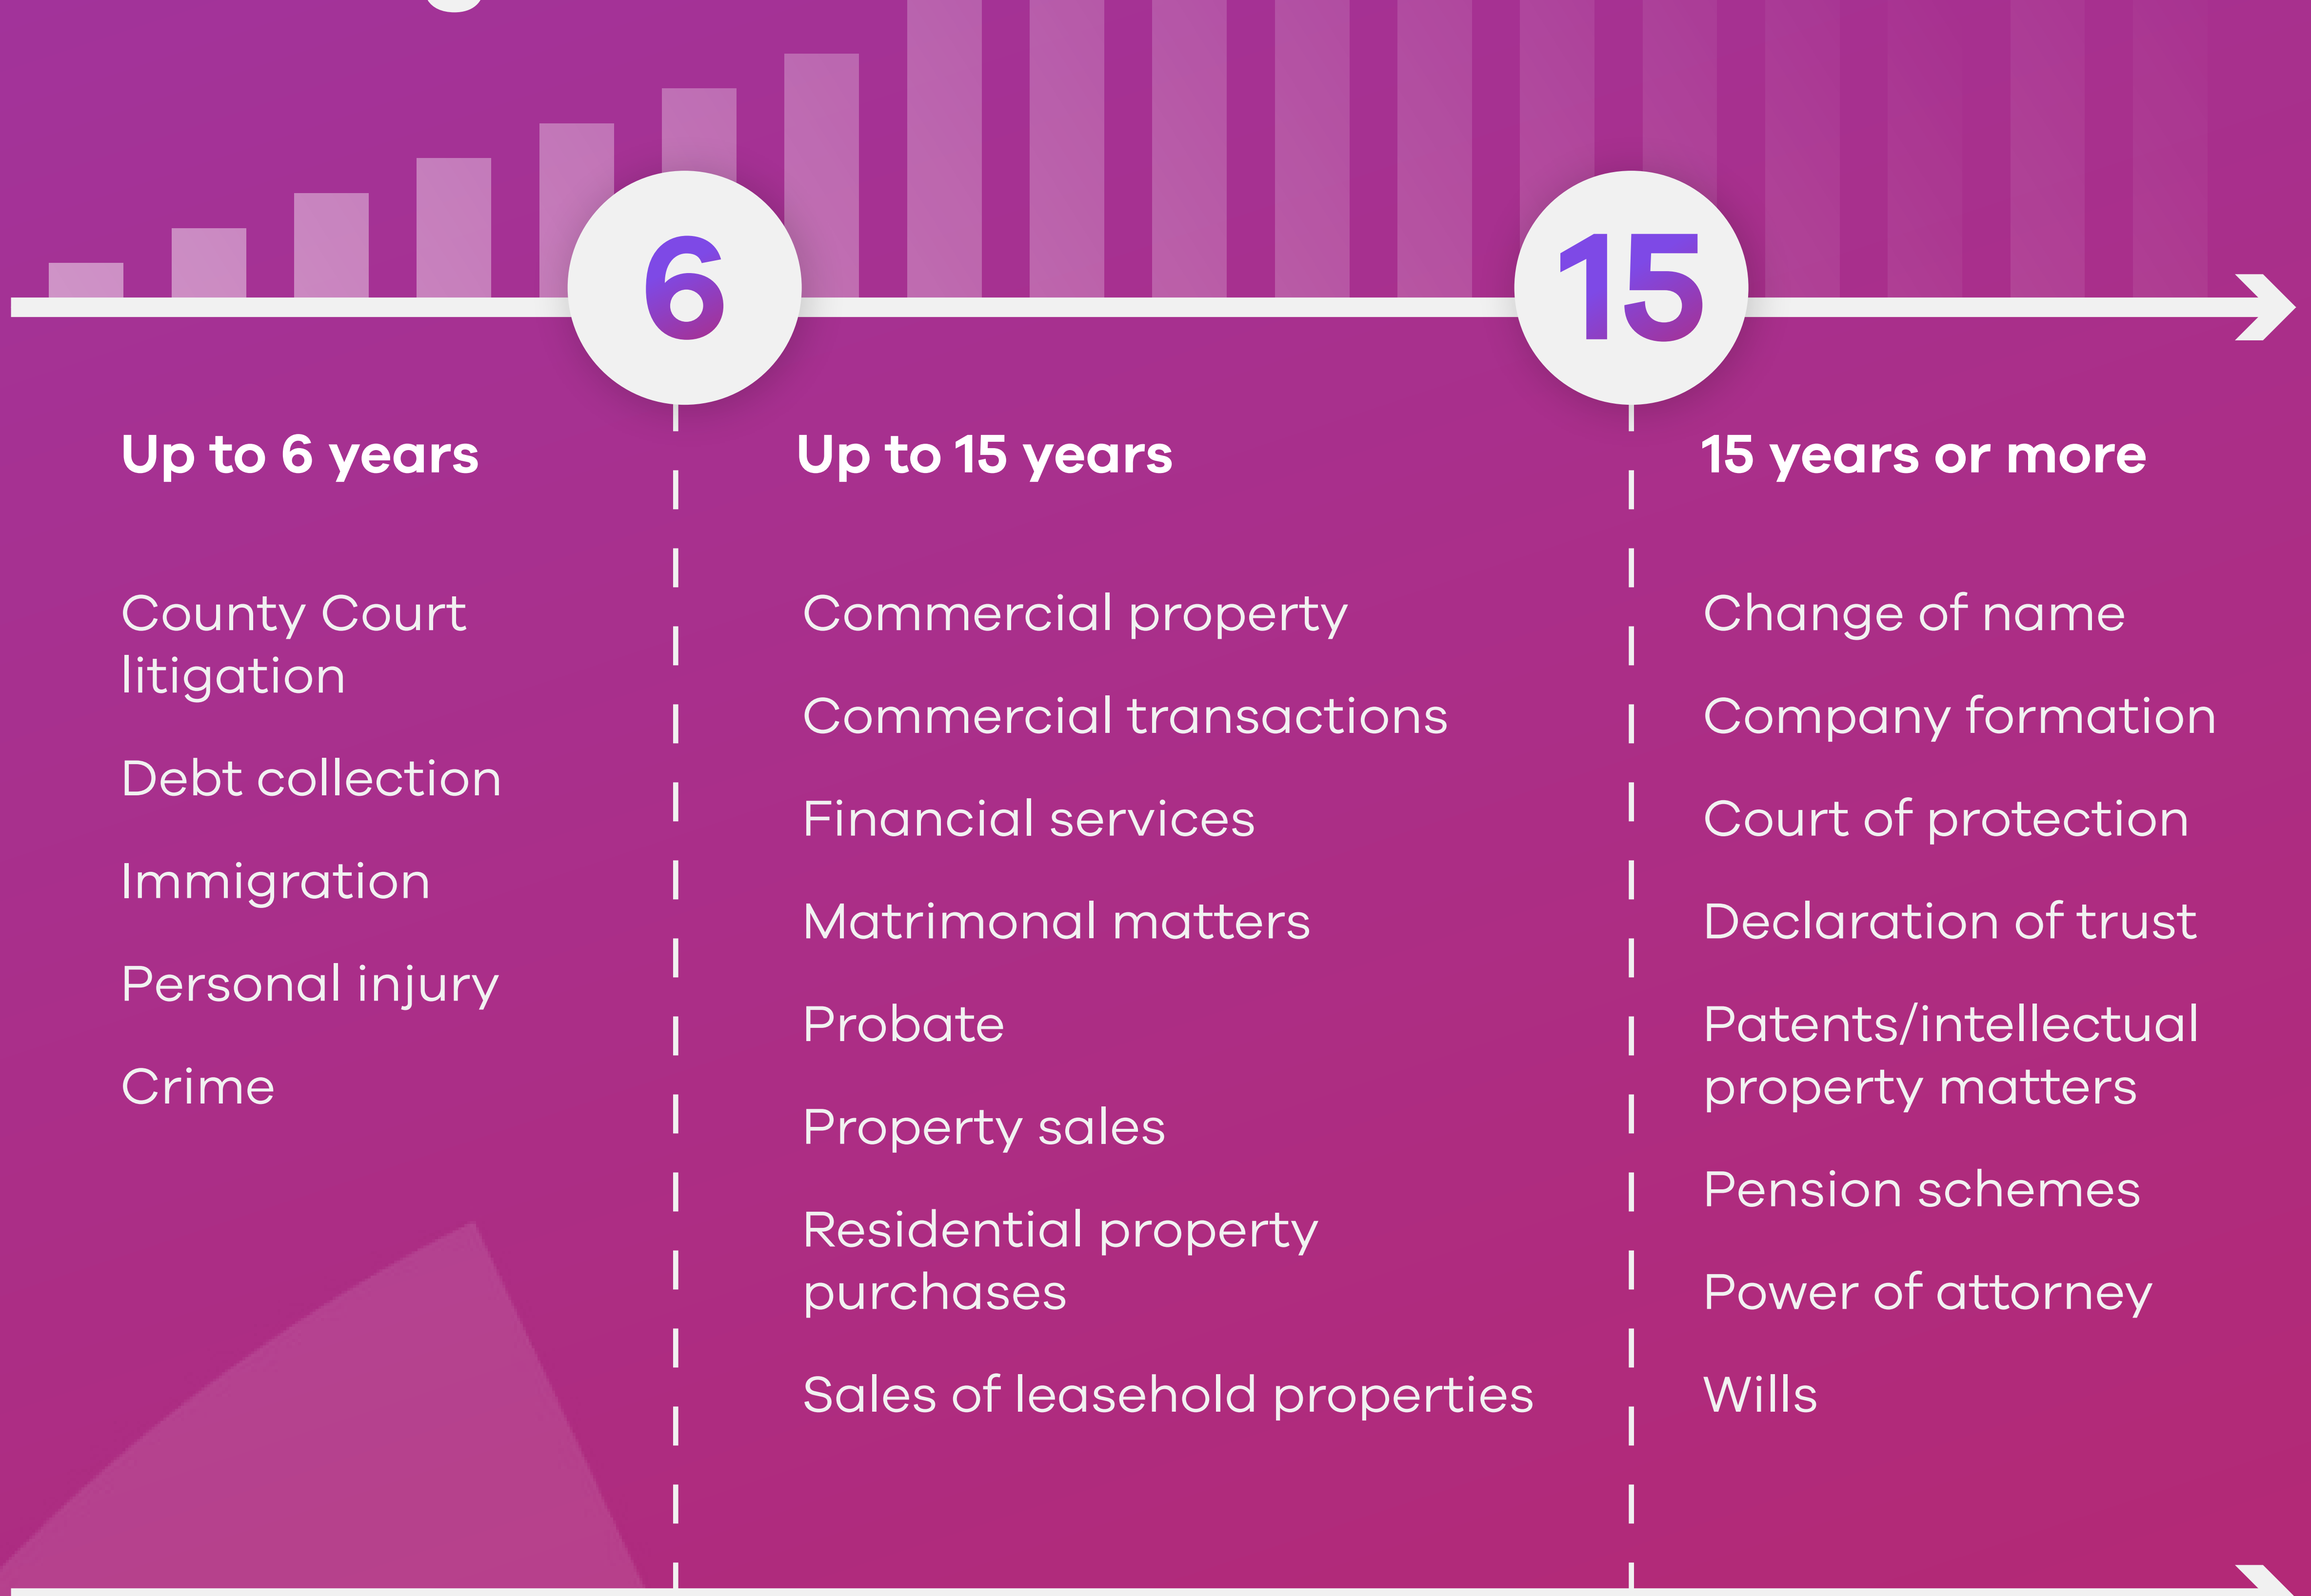 6
15
Up to 6 years
County Court
litigation
Debt collection
Immigration
Personal injury
Crime
Up to 15 years
Commercial property
Commercial transactions
Financial services
Matrimonal matters
Probate
Property sales
Residential property
purchases
Sales of leasehold properties
15 years or more
Change of name
Company formation
Court of protection
Declaration of trust
Patents/intellectual
property matters
Pension schemes
Power of attorney
Wills